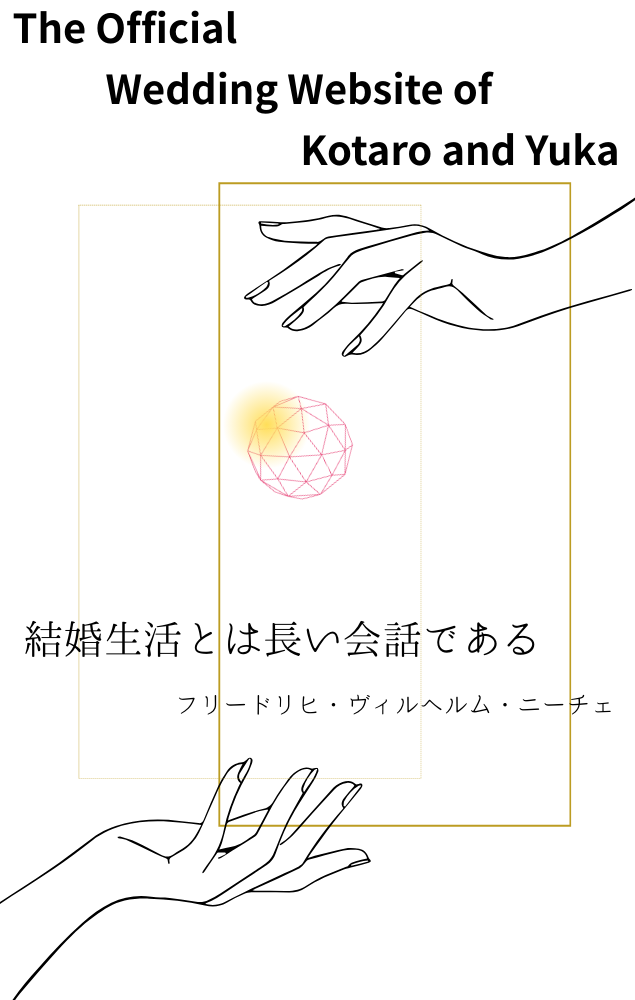 The Official
Wedding Website of
Kotaro and Yuka
結婚生活とは長い会話である
フリードリヒ・ヴィルヘルム・ニーチェ